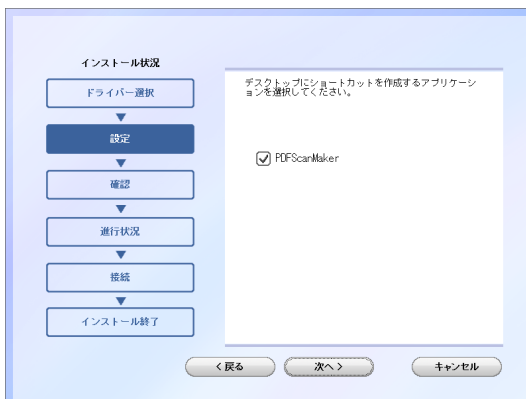 インストール状況
ドライバー選択
設定
確認
進行状況
接続
インストール終了
デスクトップにショートカットを作成するアプリケーシ
ョンを選択してください。
PDFScanMaker
< 戻る
次へ >
キャンセル